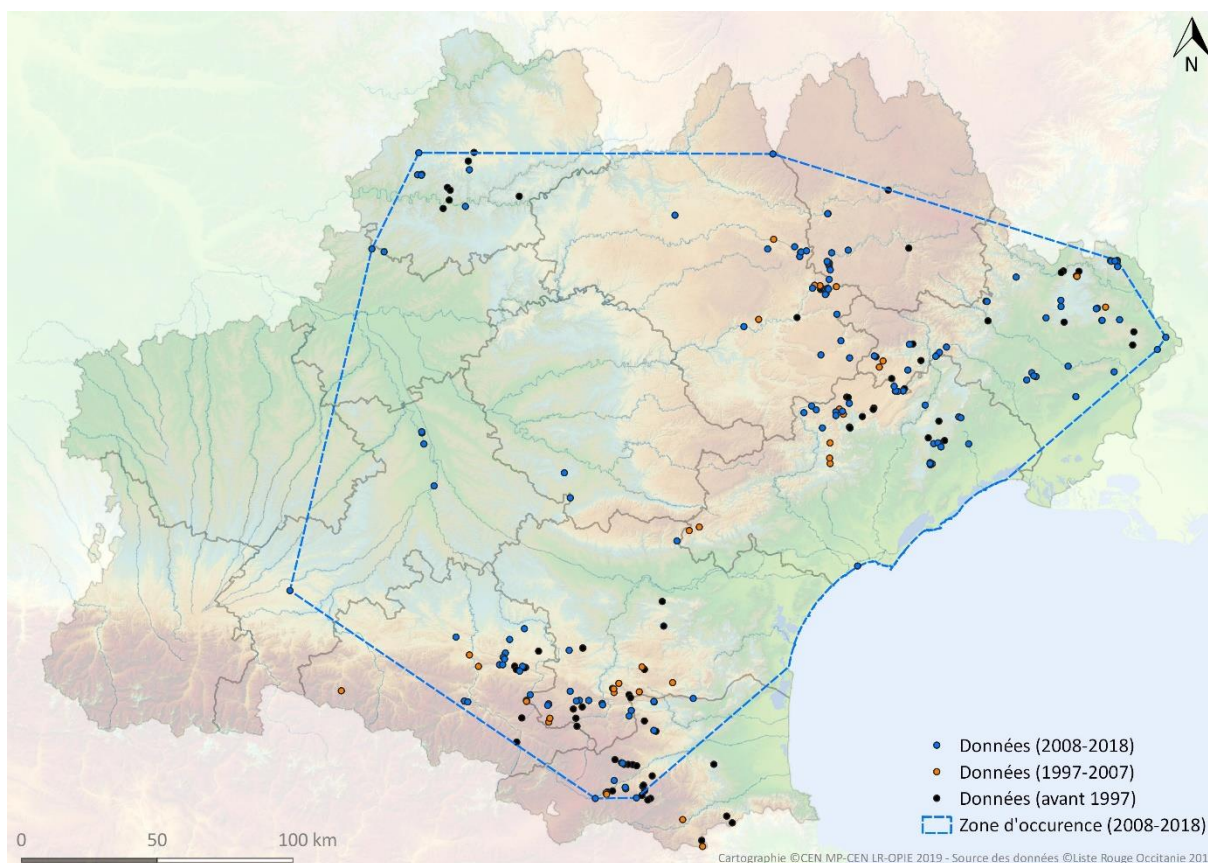 N
Données (2008-2018)
Données (1997-2007)
Données (avant 1997)
Zone d'occurence (2008-2018)
0 50 100 km
Cartographie ©CEN MP-CEN LR-OPIE 2019 - Source des données ©Liste Rouge Occitanie 201